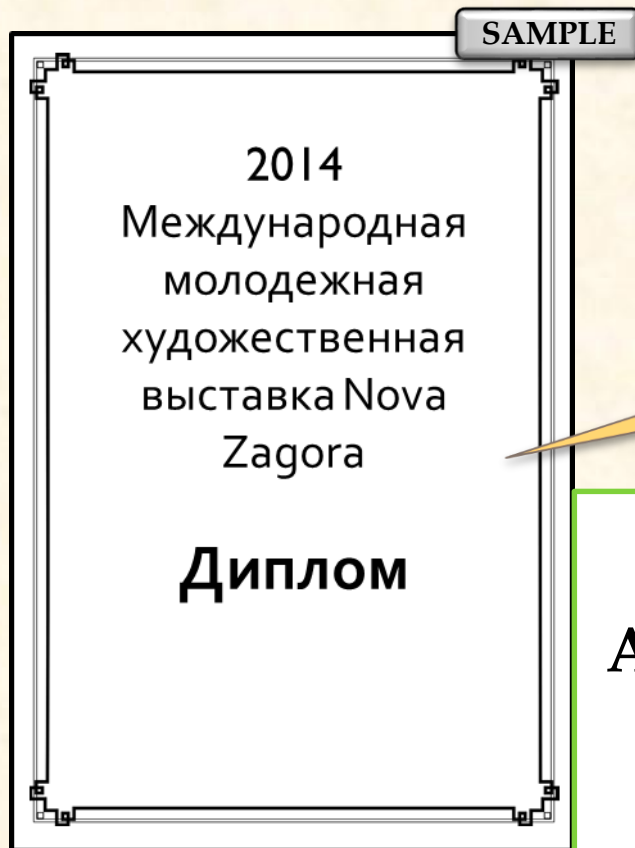 SAMPLE
2014
Международная
молодежная
художественная
выставка Nova
Zagora
Диплом
A